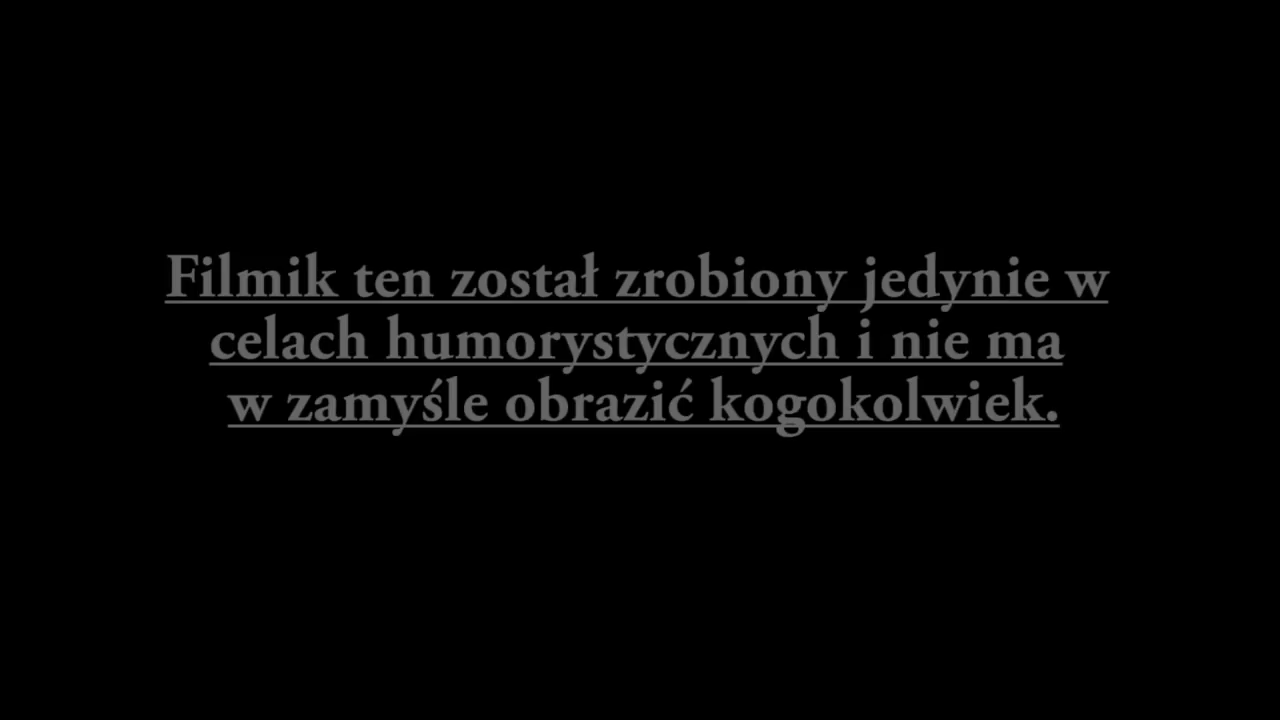 Filmik ten został zrobiony jedynie w
celach humorystycznych i nie ma
w zamyśle obrazić kogokolwiek.